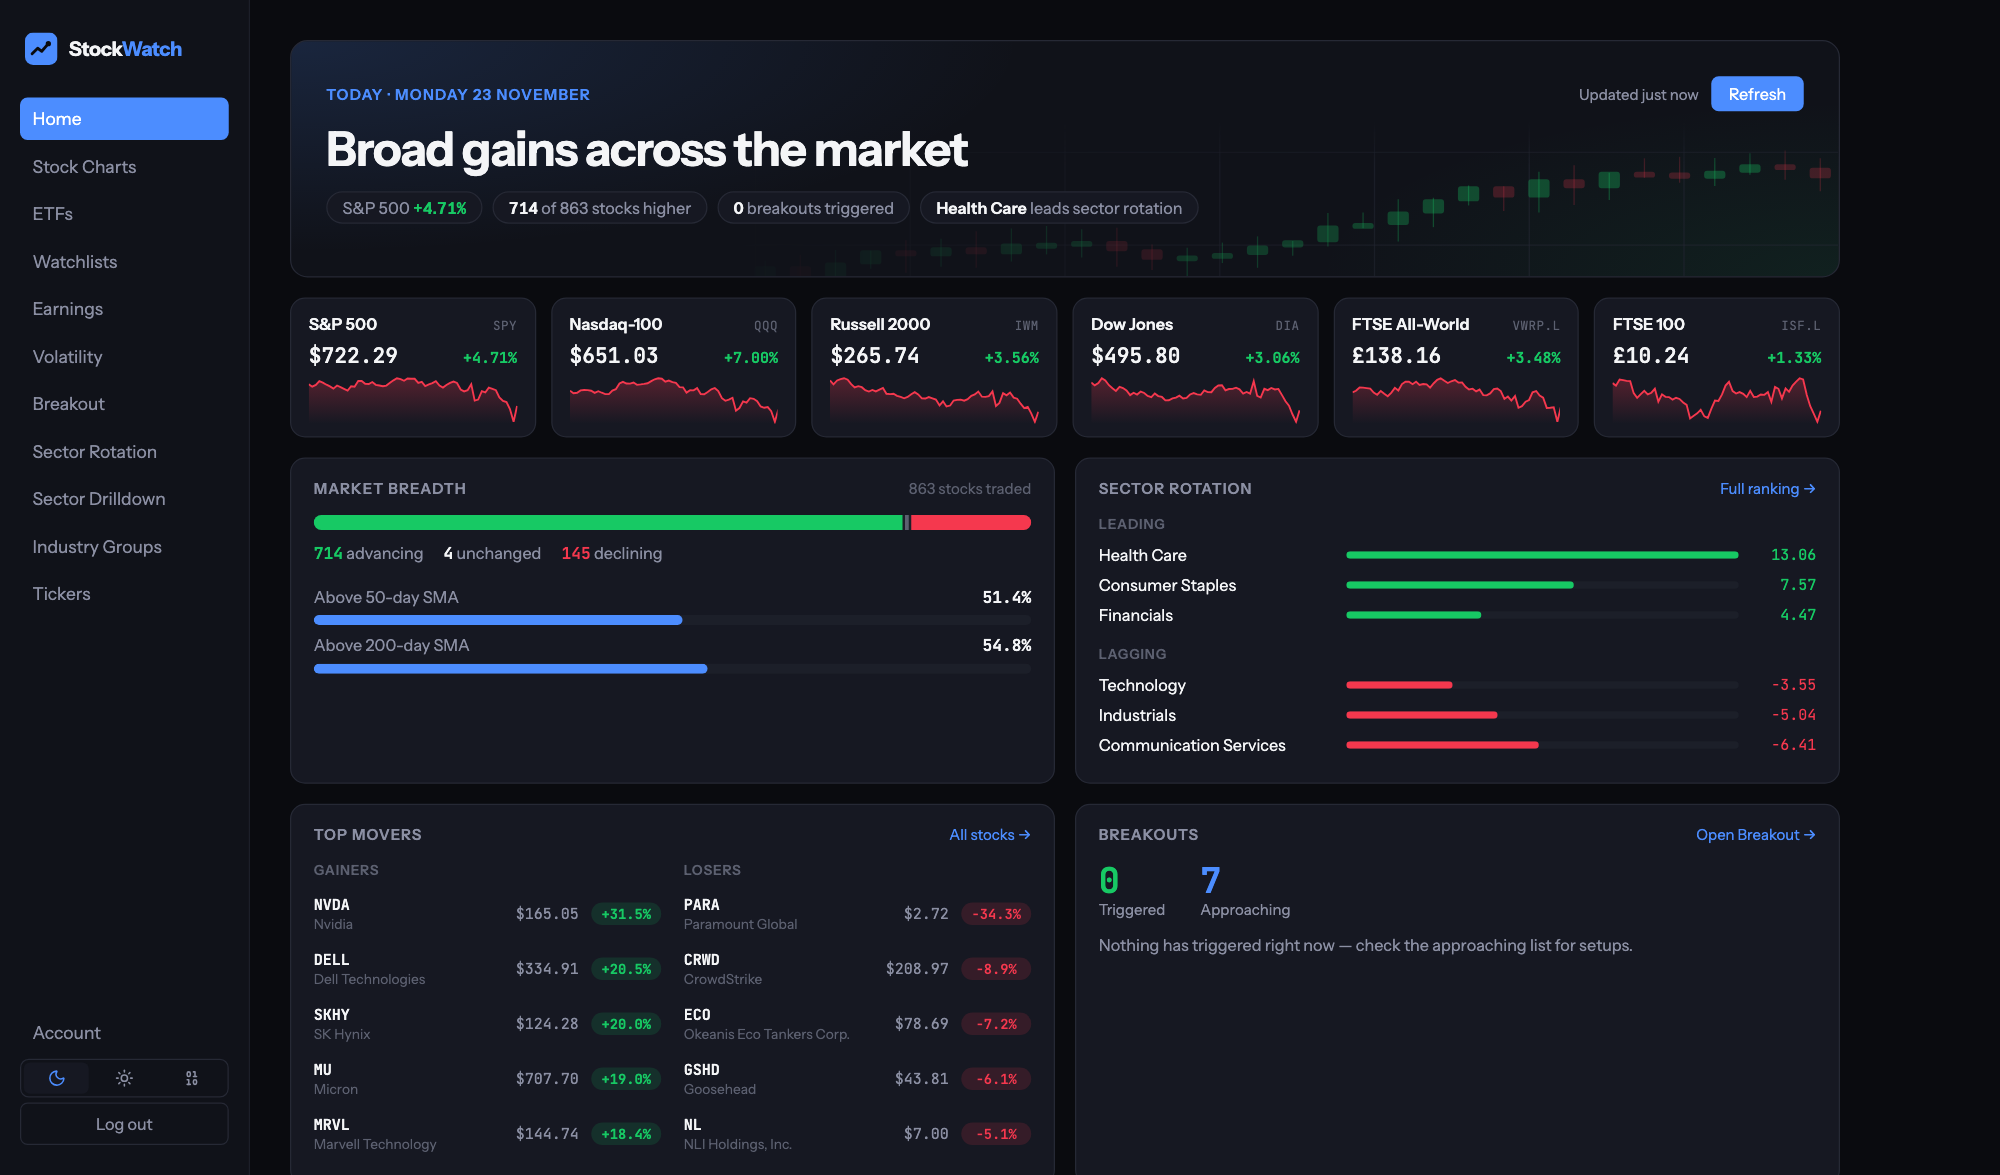 StockWatch
Home
Stock Charts
ETFs
Watchlists
Earnings
Volatility
Breakout
Sector Rotation
Sector Drilldown
Industry Groups
Tickers
Account
01
10
Log out
TODAY · MONDAY 23 NOVEMBER
Updated just now
Refresh
Broad gains across the market
S&P 500 +4.71%
714 of 863 stocks higher
0 breakouts triggered
Health Care leads sector rotation
S&P 500 SPY
$722.29 +4.71%
Nasdaq-100 QQQ
$651.03 +7.00%
Russell 2000 IWM
$265.74 +3.56%
Dow Jones DIA
$495.80 +3.06%
FTSE All-World VWRP.L
£138.16 +3.48%
FTSE 100 ISF.L
£10.24 +1.33%
MARKET BREADTH 863 stocks traded
714 advancing 4 unchanged 145 declining
Above 50-day SMA 51.4%
Above 200-day SMA 54.8%
SECTOR ROTATION Full ranking →
LEADING
Health Care 13.06
Consumer Staples 7.57
Financials 4.47
LAGGING
Technology -3.55
Industrials -5.04
Communication Services -6.41
TOP MOVERS All stocks →
GAINERS
NVDA
Nvidia
$165.05 +31.5%
DELL
Dell Technologies
$334.91 +20.5%
SKHY
SK Hynix
$124.28 +20.0%
MU
Micron
$707.70 +19.0%
MRVL
Marvell Technology
$144.74 +18.4%
LOSERS
PARA
Paramount Global
$2.72 -34.3%
CRWD
CrowdStrike
$208.97 -8.9%
ECO
Okeanis Eco Tankers Corp.
$78.69 -7.2%
GSHD
Goosehead
$43.81 -6.1%
NL
NLI Holdings, Inc.
$7.00 -5.1%
BREAKOUTS Open Breakout →
0
Triggered
7
Approaching
Nothing has triggered right now — check the approaching list for setups.